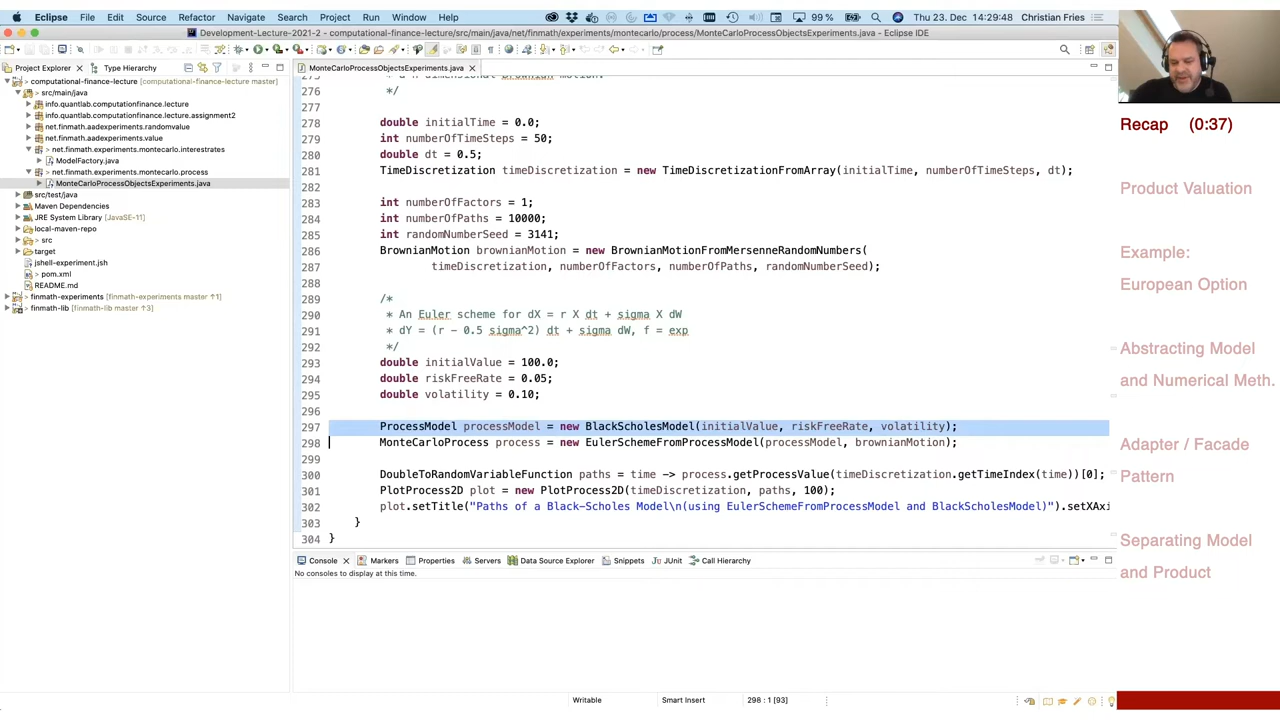 Eclipse File Edit Source Refactor Navigate Search Project Run Window Help 99 % Thu 23. Dec 14:29:48 Christian Fries
Development-Lecture-2021-2 - computational-finance-lecture/src/main/java/net/finmath/experiments/montecarlo/process/MonteCarloProcessObjectsExperiments.java - Eclipse IDE
Project Explorer Type Hierarchy
computational-finance-lecture (computational-finance-lecture master)
src/main/java
info.quantlab.computationfinance.lecture
info.quantlab.computationfinance.lecture.assignment2
net.finmath.aadexperiments.randomvalue
net.finmath.aadexperiments.value
net.finmath.experiments.montecarlo.interestrates
ModelFactory.java
net.finmath.experiments.montecarlo.process
MonteCarloProcessObjectsExperiments.java
src/test/java
Maven Dependencies
JRE System Library [JavaSE-11]
local-maven-repo
src
target
jshell-experiment.jsh
pom.xml
README.md
finmath-experiments (finmath-experiments master ↑1)
finmath-lib (finmath-lib master ↑3)
MonteCarloProcessObjectsExperiments.java
276 */
277
278 double initialTime = 0.0;
279 int numberOfTimeSteps = 50;
280 double dt = 0.5;
281 TimeDiscretization timeDiscretization = new TimeDiscretizationFromArray(initialTime, numberOfTimeSteps, dt);
282
283 int numberOfFactors = 1;
284 int numberOfPaths = 10000;
285 int randomNumberSeed = 3141;
286 BrownianMotion brownianMotion = new BrownianMotionFromMersenneRandomNumbers(
287 timeDiscretization, numberOfFactors, numberOfPaths, randomNumberSeed);
288
289 /*
290 * An Euler scheme for dX = r X dt + sigma X dW
291 * dY = (r - 0.5 sigma^2) dt + sigma dW, f = exp
292 */
293 double initialValue = 100.0;
294 double riskFreeRate = 0.05;
295 double volatility = 0.10;
296
297 ProcessModel processModel = new BlackScholesModel(initialValue, riskFreeRate, volatility);
298 MonteCarloProcess process = new EulerSchemeFromProcessModel(processModel, brownianMotion);
299
300 DoubleToRandomVariableFunction paths = time -> process.getProcessValue(timeDiscretization.getTimeIndex(time))[0];
301 PlotProcess2D plot = new PlotProcess2D(timeDiscretization, paths, 100);
302 plot.setTitle("Paths of a Black-Scholes Model\n(using EulerSchemeFromProcessModel and BlackScholesModel)").setXAxi
303 }
304 }
Console Markers Properties Servers Data Source Explorer Snippets JUnit Call Hierarchy
No consoles to display at this time.
Writable Smart Insert 298 : 1 [93]
Recap (0:37)
Product Valuation
Example:
European Option
Abstracting Model
and Numerical Meth.
Adapter / Facade
Pattern
Separating Model
and Product